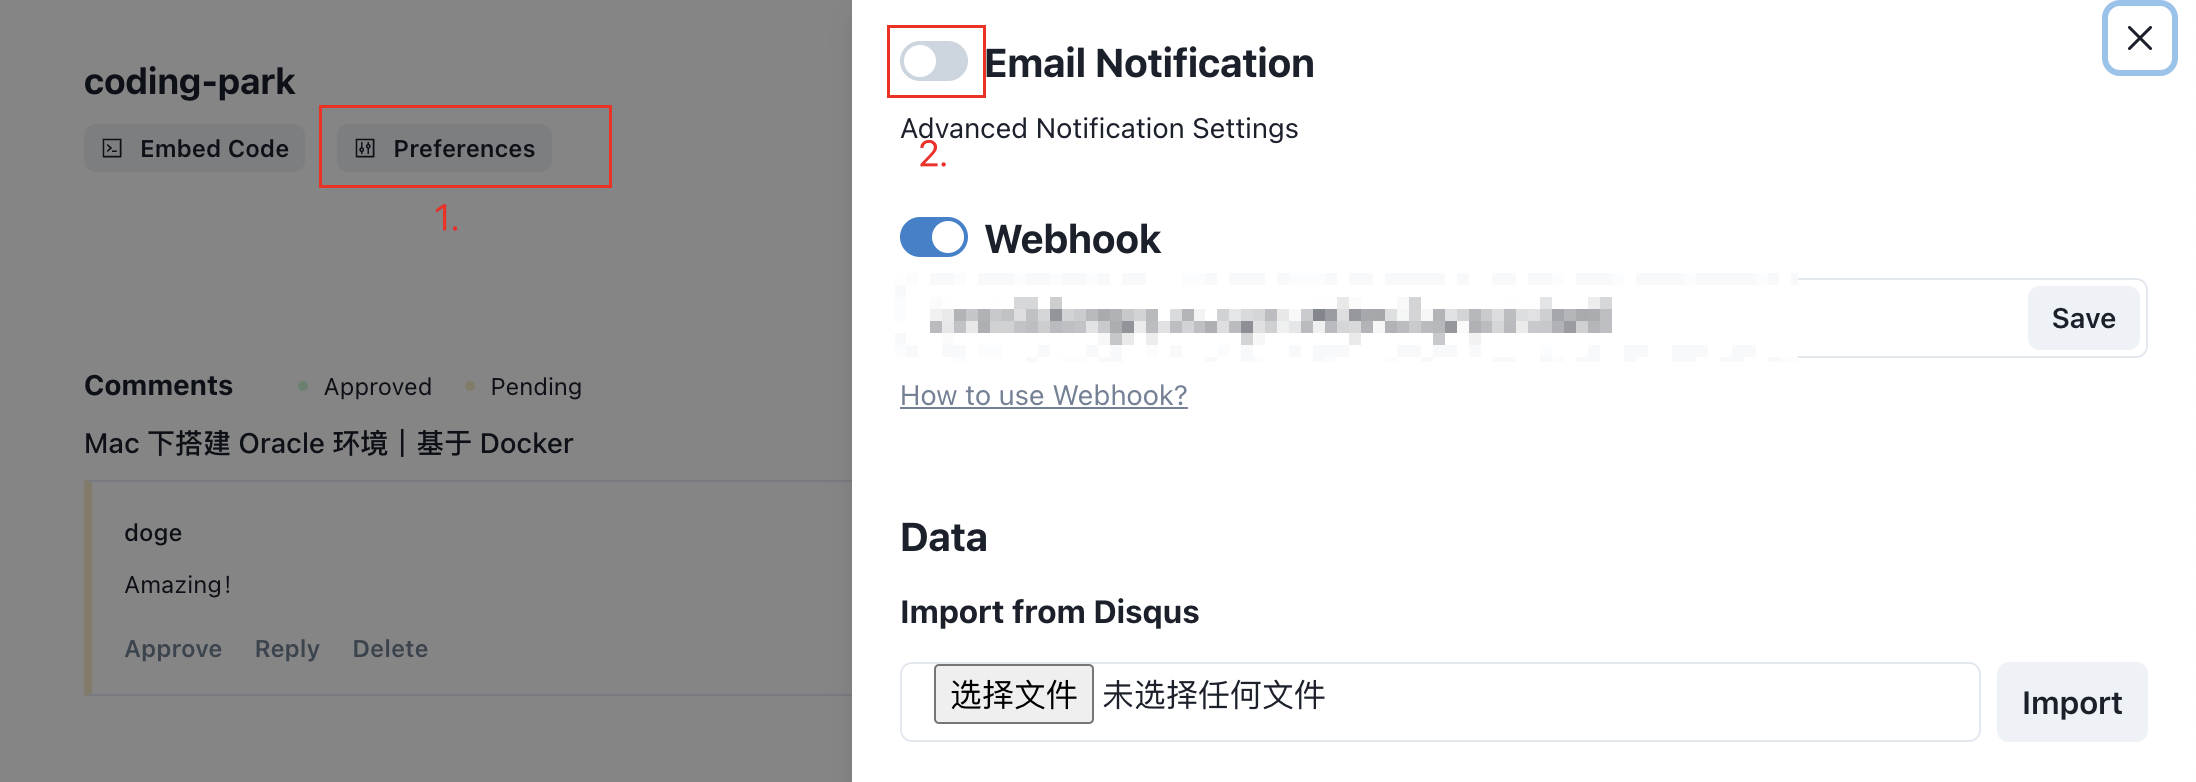 coding-park
Embed Code
Preferences
1.
Comments
Approved
Pending
Mac 下搭建 Oracle 环境｜基于 Docker
doge
Amazing!
Approve Reply Delete
Email Notification
Advanced Notification Settings
2.
Webhook
Save
How to use Webhook?
Data
Import from Disqus
选择文件 未选择任何文件
Import